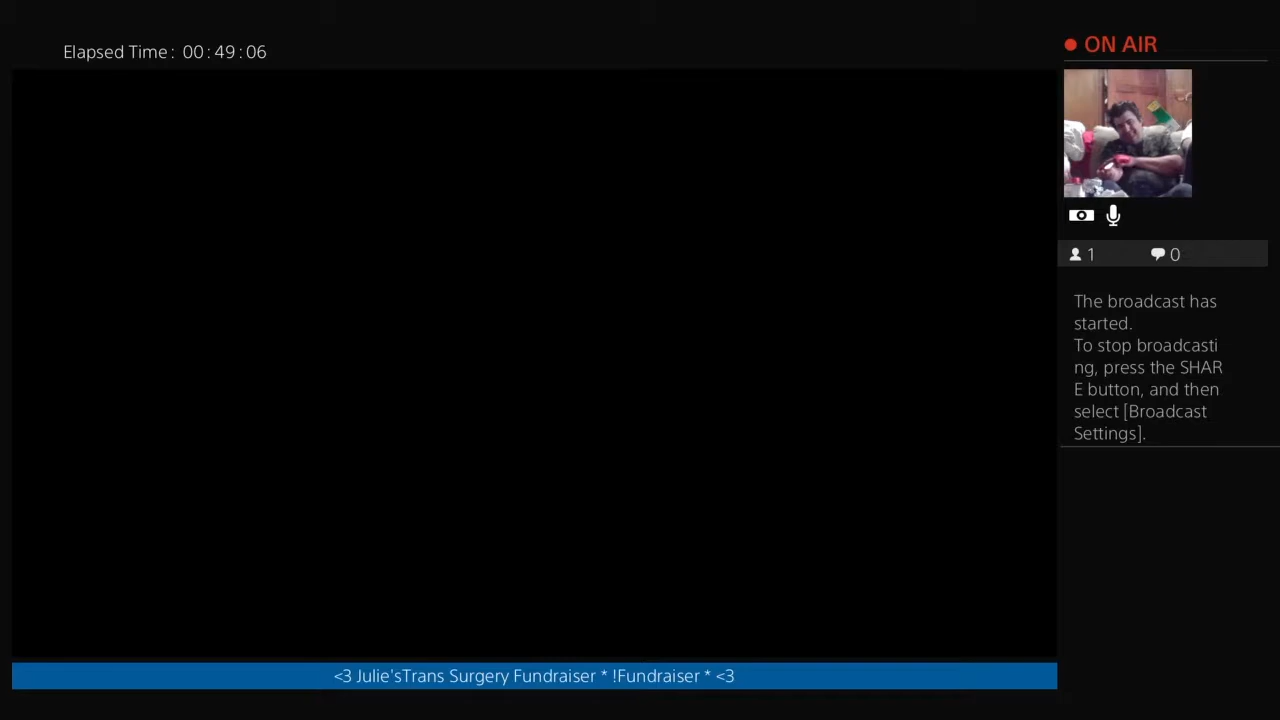 Elapsed Time: 00:49:06
ON AIR
1 0
The broadcast has
started.
To stop broadcasti
ng, press the SHAR
E button, and then
select [Broadcast
Settings].
<3 Julie'sTrans Surgery Fundraiser * !Fundraiser * <3